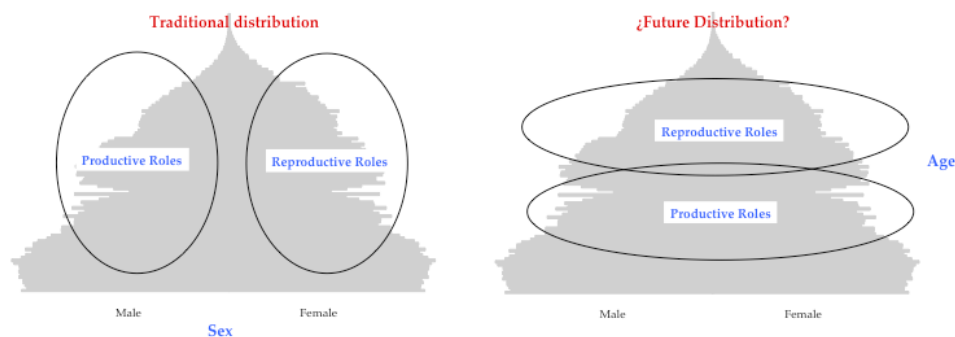 Traditional distribution
Productive Roles
Reproductive Roles
Male
Female
Sex
¿Future Distribution?
Reproductive Roles
Age
Productive Roles
Male
Female